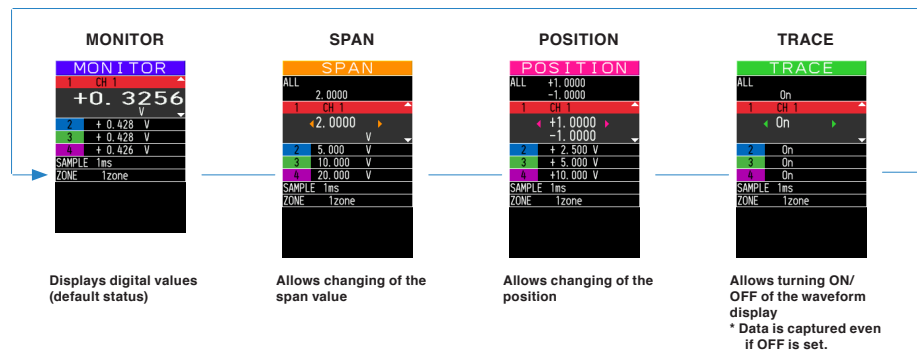 MONITOR
MONITOR
1 CH 1
+0. 3256
V
2 + 0.428 V
3 + 0.428 V
4 + 0.426 V
SAMPLE 1ms
ZONE 1zone
Displays digital values
(default status)
SPAN
SPAN
ALL
2.0000
1 CH 1
2.0000
V
2 5.000 V
3 10.000 V
4 20.000 V
SAMPLE 1ms
ZONE 1zone
Allows changing of the
span value
POSITION
POSITION
ALL +1.0000
-1.0000
1 CH 1
+1.0000
-1.0000
2 + 2.500 V
3 + 5.000 V
4 +10.000 V
SAMPLE 1ms
ZONE 1zone
Allows changing of the
position
TRACE
TRACE
ALL
On
1 CH 1
On
2 On
3 On
4 On
SAMPLE 1ms
ZONE 1zone
Allows turning ON/
OFF of the waveform
display
* Data is captured even
if OFF is set.